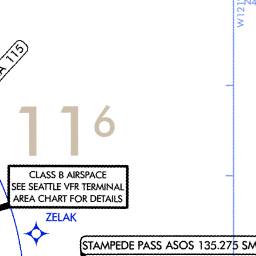 W121
A 115
11 6
CLASS B AIRSPACE
SEE SEATTLE VFR TERMINAL
AREA CHART FOR DETAILS
ZELAK
STAMPEDE PASS ASOS 135.275 SM